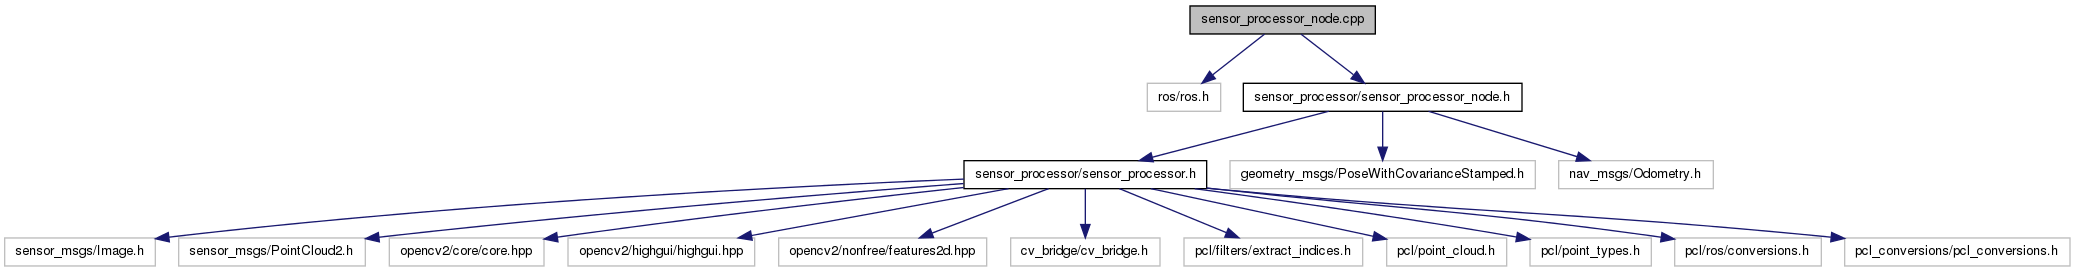 sensor_processor_node.cpp
ros/ros.h
sensor_processor/sensor_processor_node.h
sensor_processor/sensor_processor.h
geometry_msgs/PoseWithCovarianceStamped.h
nav_msgs/Odometry.h
sensor_msgs/Image.h
sensor_msgs/PointCloud2.h
opencv2/core/core.hpp
opencv2/highgui/highgui.hpp
opencv2/nonfree/features2d.hpp
cv_bridge/cv_bridge.h
pcl/filters/extract_indices.h
pcl/point_cloud.h
pcl/point_types.h
pcl/ros/conversions.h
pcl_conversions/pcl_conversions.h